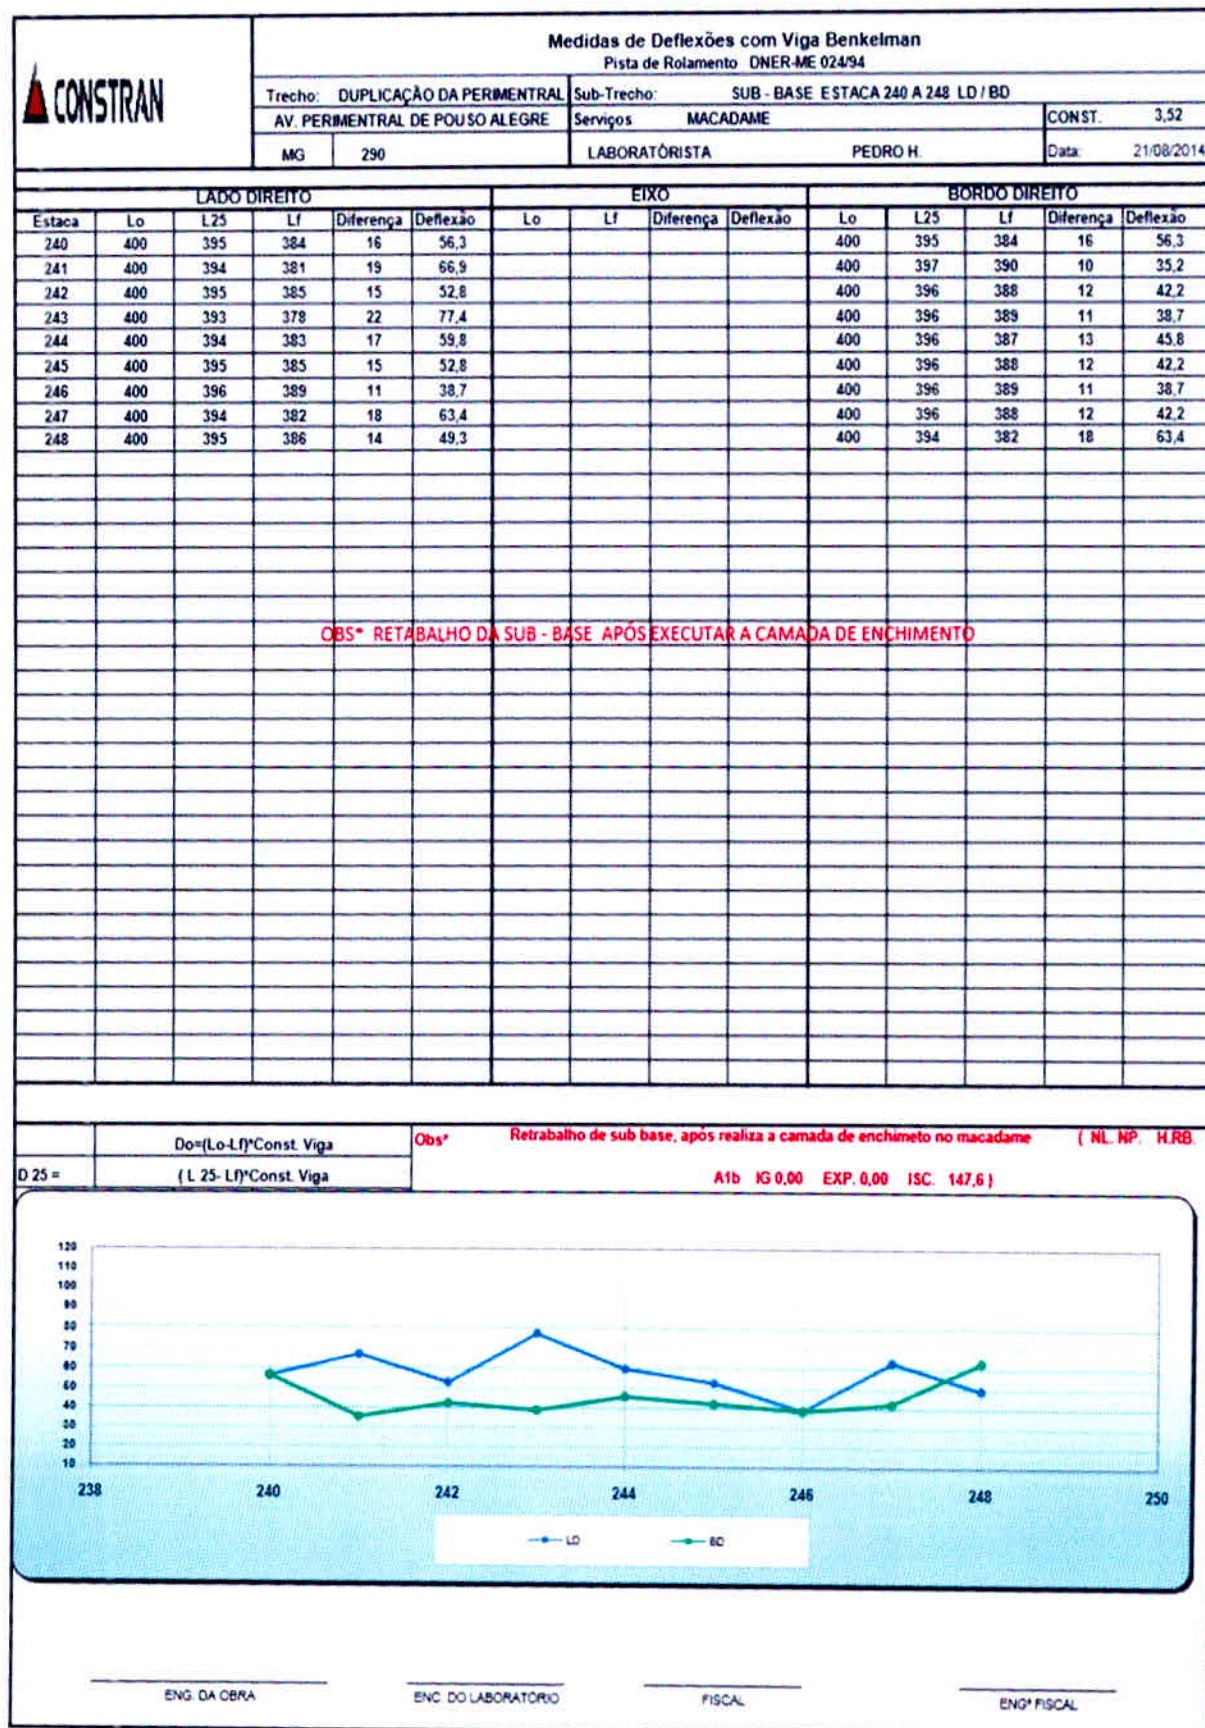 CONSTRAN
Medidas de Deflexões com Viga Benkelman
Pista de Rolamento DNER-ME 024/94
Trecho: DUPLICAÇÃO DA PERIMENTRAL Sub-Trecho: SUB - BASE ESTACA 240 A 248 LD / BD
AV. PERIMENTRAL DE POUSO ALEGRE Serviços MACADAME CONST. 3,52
MG 290 LABORATÓRISTA PEDRO H. Data: 21/08/2014
LADO DIREITO EIXO BORDO DIREITO
Estaca Lo L25 Lf Diferença Deflexão Lo Lf Diferença Deflexão Lo L25 Lf Diferença Deflexão
240 400 395 384 16 56,3 400 395 384 16 56,3
241 400 394 381 19 66,9 400 397 390 10 35,2
242 400 395 385 15 52,8 400 396 388 12 42,2
243 400 393 378 22 77,4 400 396 389 11 38,7
244 400 394 383 17 59,8 400 396 387 13 45,8
245 400 395 385 15 52,8 400 396 388 12 42,2
246 400 396 389 11 38,7 400 396 389 11 38,7
247 400 394 382 18 63,4 400 396 388 12 42,2
248 400 395 386 14 49,3 400 394 382 18 63,4
OBS* RETABALHO DA SUB - BASE APÓS EXECUTAR A CAMADA DE ENCHIMENTO
Do=(Lo-Lf)*Const. Viga Obs* Retrabalho de sub base, após realiza a camada de enchimeto no macadame ( NL. NP. H.RB.
D 25 = ( L 25- Lf)*Const. Viga A1b IG 0,00 EXP. 0,00 ISC. 147,6 )
120
110
100
90
80
70
60
50
40
30
20
10
238 240 242 244 246 248 250
LD BD
ENG. DA OBRA ENC. DO LABORATÓRIO FISCAL ENGº FISCAL